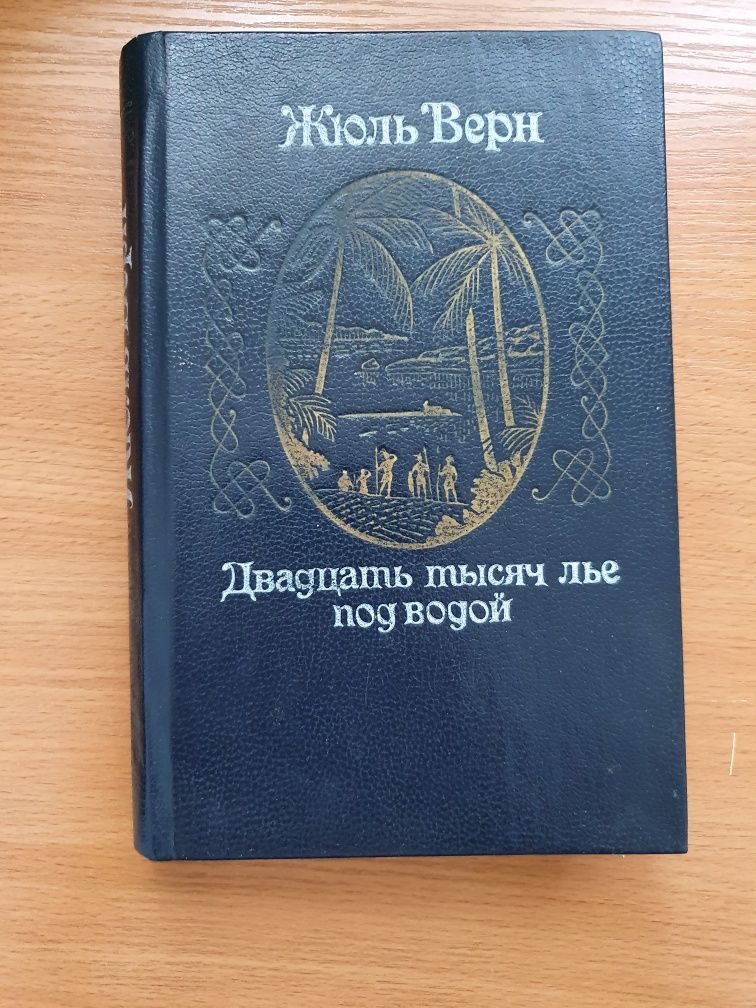 Жюль Верн
Двадцать тысяч лье
под водой